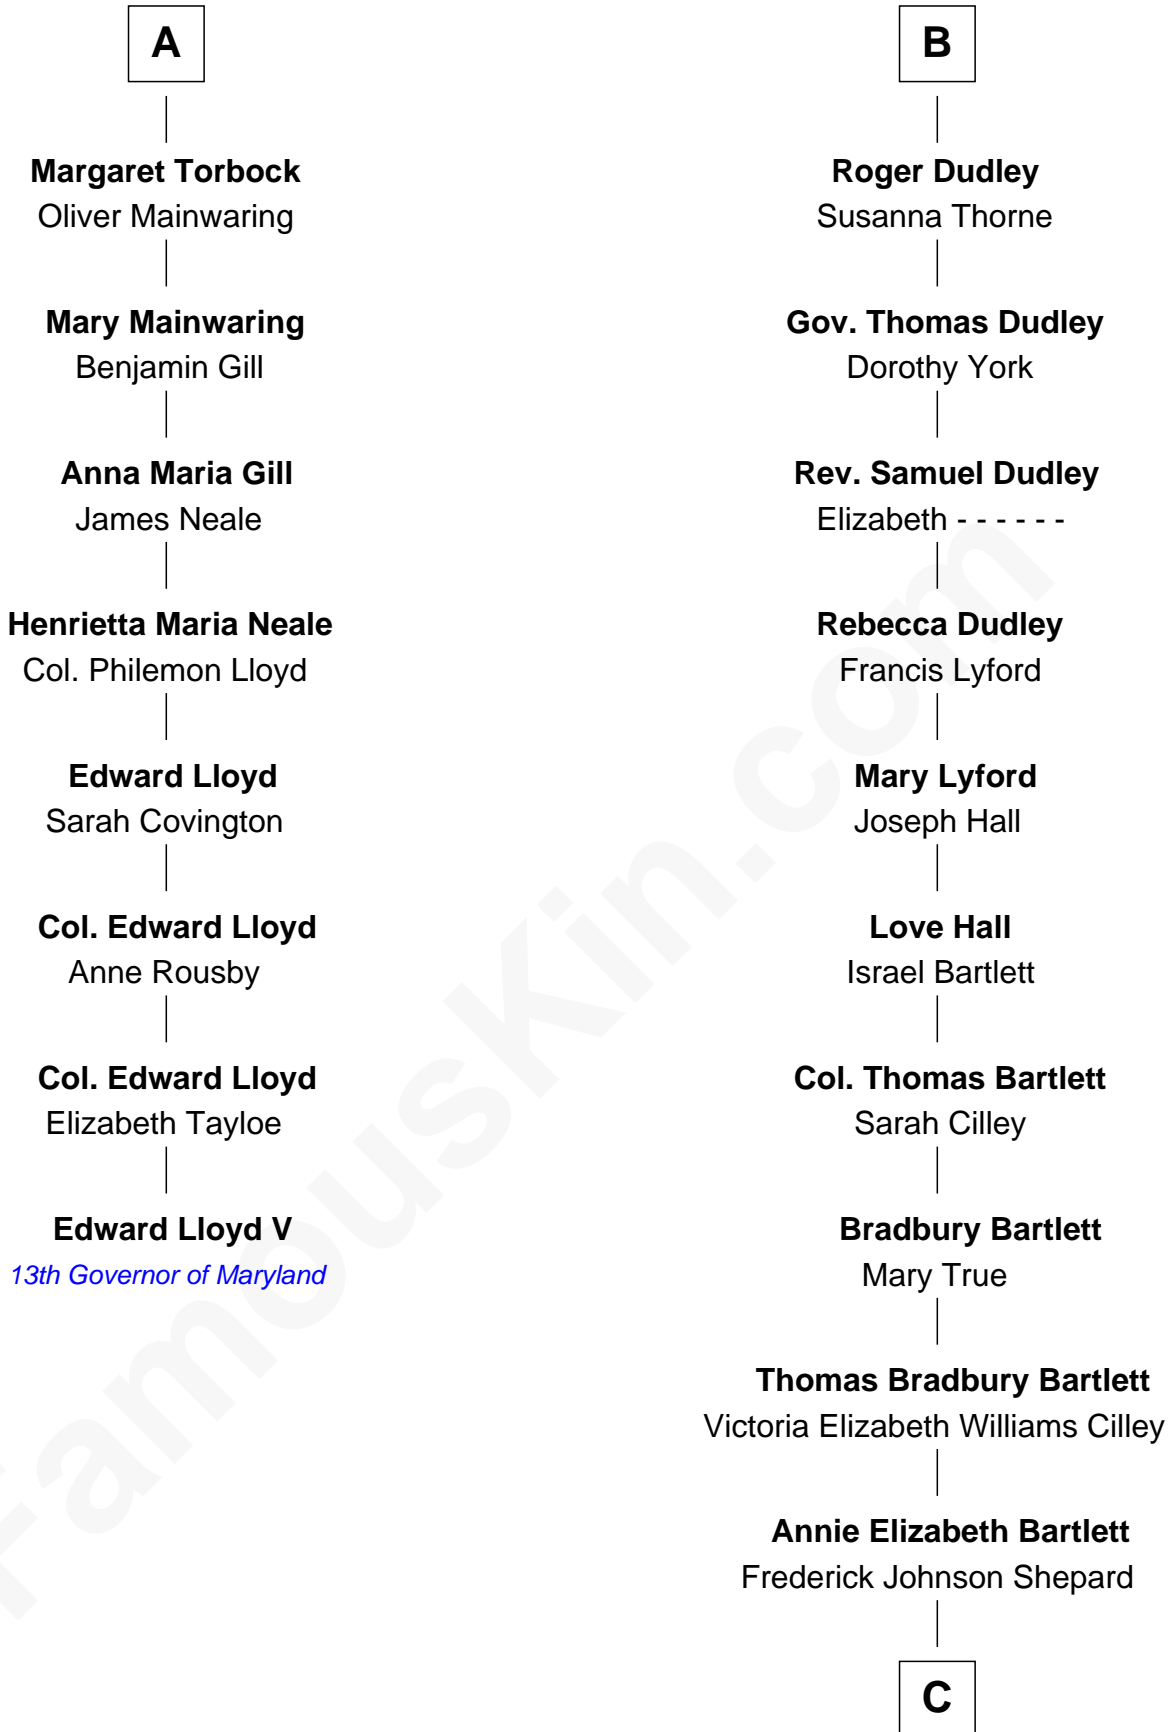 A
Margaret Torbock
Oliver Mainwaring
Mary Mainwaring
Benjamin Gill
Anna Maria Gill
James Neale
Henrietta Maria Neale
Col. Philemon Lloyd
Edward Lloyd
Sarah Covington
Col. Edward Lloyd
Anne Rousby
Col. Edward Lloyd
Elizabeth Tayloe
Edward Lloyd V
13th Governor of Maryland
B
Roger Dudley
Susanna Thorne
Gov. Thomas Dudley
Dorothy York
Rev. Samuel Dudley
Elizabeth - - - - - -
Rebecca Dudley
Francis Lyford
Mary Lyford
Joseph Hall
Love Hall
Israel Bartlett
Col. Thomas Bartlett
Sarah Cilley
Bradbury Bartlett
Mary True
Thomas Bradbury Bartlett
Victoria Elizabeth Williams Cilley
Annie Elizabeth Bartlett
Frederick Johnson Shepard
C
FamousKin.com